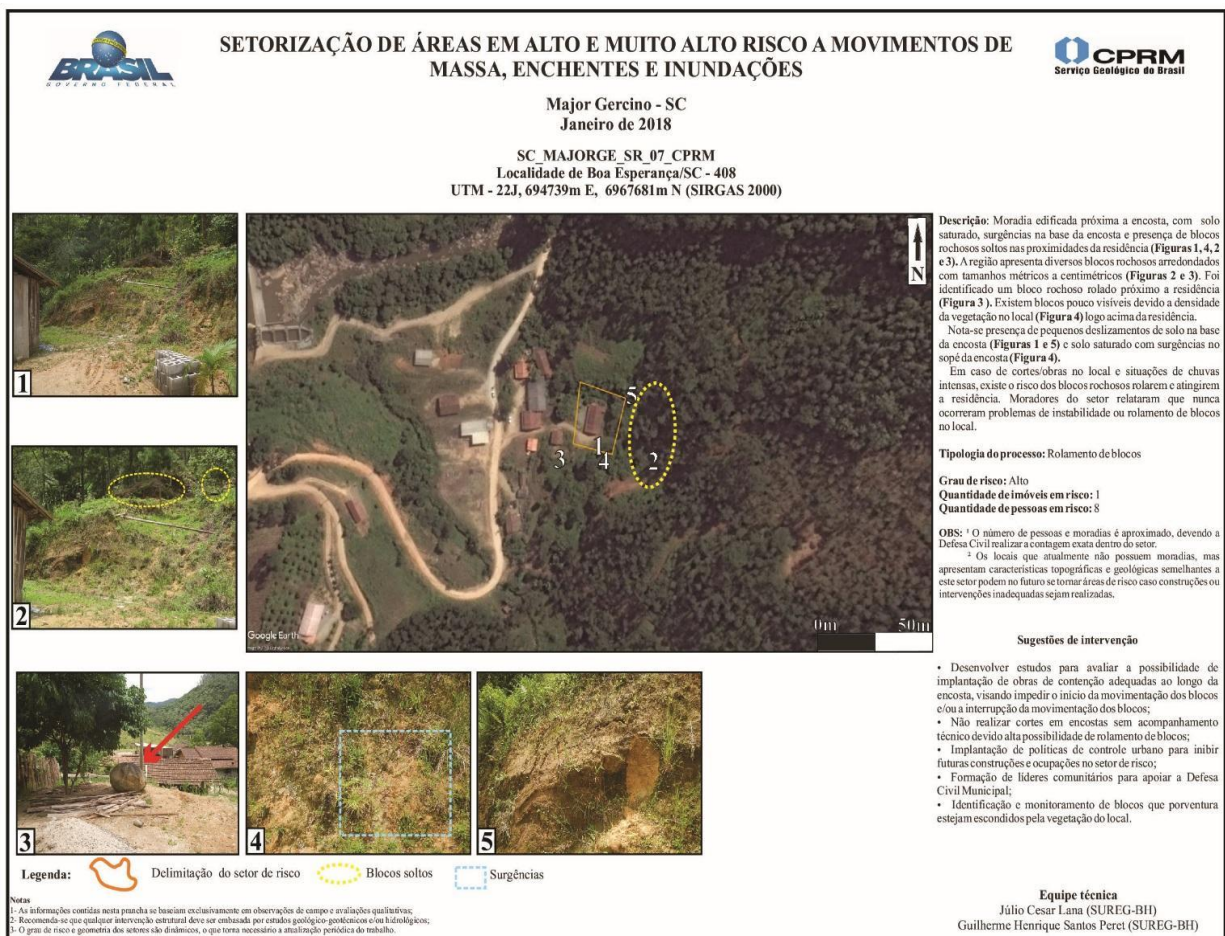 BRASIL
GOVERNO FEDERAL
SETORIZAÇÃO DE ÁREAS EM ALTO E MUITO ALTO RISCO A MOVIMENTOS DE
MASSA, ENCHENTES E INUNDAÇÕES
CPRM
Serviço Geológico do Brasil
Major Gercino - SC
Janeiro de 2018
SC_MAJORGE_SR_07_CPRM
Localidade de Boa Esperança/SC - 408
UTM - 22J, 694739m E, 6967681m N (SIRGAS 2000)
1
2
N
5
1
3
4
2
Google Earth
0m
50m
Descrição: Moradia edificada próxima a encosta, com solo
saturado, surgências na base da encosta e presença de blocos
rochosos soltos nas proximidades da residência (Figuras 1, 4, 2
e 3). A região apresenta diversos blocos rochosos arredondados
com tamanhos métricos a centimétricos (Figuras 2 e 3). Foi
identificado um bloco rochoso rolado próximo a residência
(Figura 3 ). Existem blocos pouco visíveis devido a densidade
da vegetação no local (Figura 4) logo acima da residência.
Nota-se presença de pequenos deslizamentos de solo na base
da encosta (Figuras 1 e 5) e solo saturado com surgências no
sopé da encosta (Figura 4).
Em caso de cortes/obras no local e situações de chuvas
intensas, existe o risco dos blocos rochosos rolarem e atingirem
a residência. Moradores do setor relataram que nunca
ocorreram problemas de instabilidade ou rolamento de blocos
no local.
Tipologia do processo: Rolamento de blocos
Grau de risco: Alto
Quantidade de imóveis em risco: 1
Quantidade de pessoas em risco: 8
OBS: ¹ O número de pessoas e moradias é aproximado, devendo a
Defesa Civil realizar a contagem exata dentro do setor.
² Os locais que atualmente não possuem moradias, mas
apresentam características topográficas e geológicas semelhantes a
este setor podem no futuro se tornar áreas de risco caso construções ou
intervenções inadequadas sejam realizadas.
Sugestões de intervenção
• Desenvolver estudos para avaliar a possibilidade de
implantação de obras de contenção adequadas ao longo da
encosta, visando impedir o início da movimentação dos blocos
e/ou a interrupção da movimentação dos blocos;
• Não realizar cortes em encostas sem acompanhamento
técnico devido alta possibilidade de rolamento de blocos;
• Implantação de políticas de controle urbano para inibir
futuras construções e ocupações no setor de risco;
• Formação de líderes comunitários para apoiar a Defesa
Civil Municipal;
• Identificação e monitoramento de blocos que porventura
estejam escondidos pela vegetação do local.
3
4
5
Legenda:
Delimitação do setor de risco
Blocos soltos
Surgências
Notas
1- As informações contidas nesta prancha se baseiam exclusivamente em observações de campo e avaliações qualitativas;
2- Recomenda-se que qualquer intervenção estrutural deve ser embasada por estudos geológico-geotécnicos e/ou hidrológicos;
3- O grau de risco e geometria dos setores são dinâmicos, o que torna necessário a atualização periódica do trabalho.
Equipe técnica
Júlio Cesar Lana (SUREG-BH)
Guilherme Henrique Santos Peret (SUREG-BH)